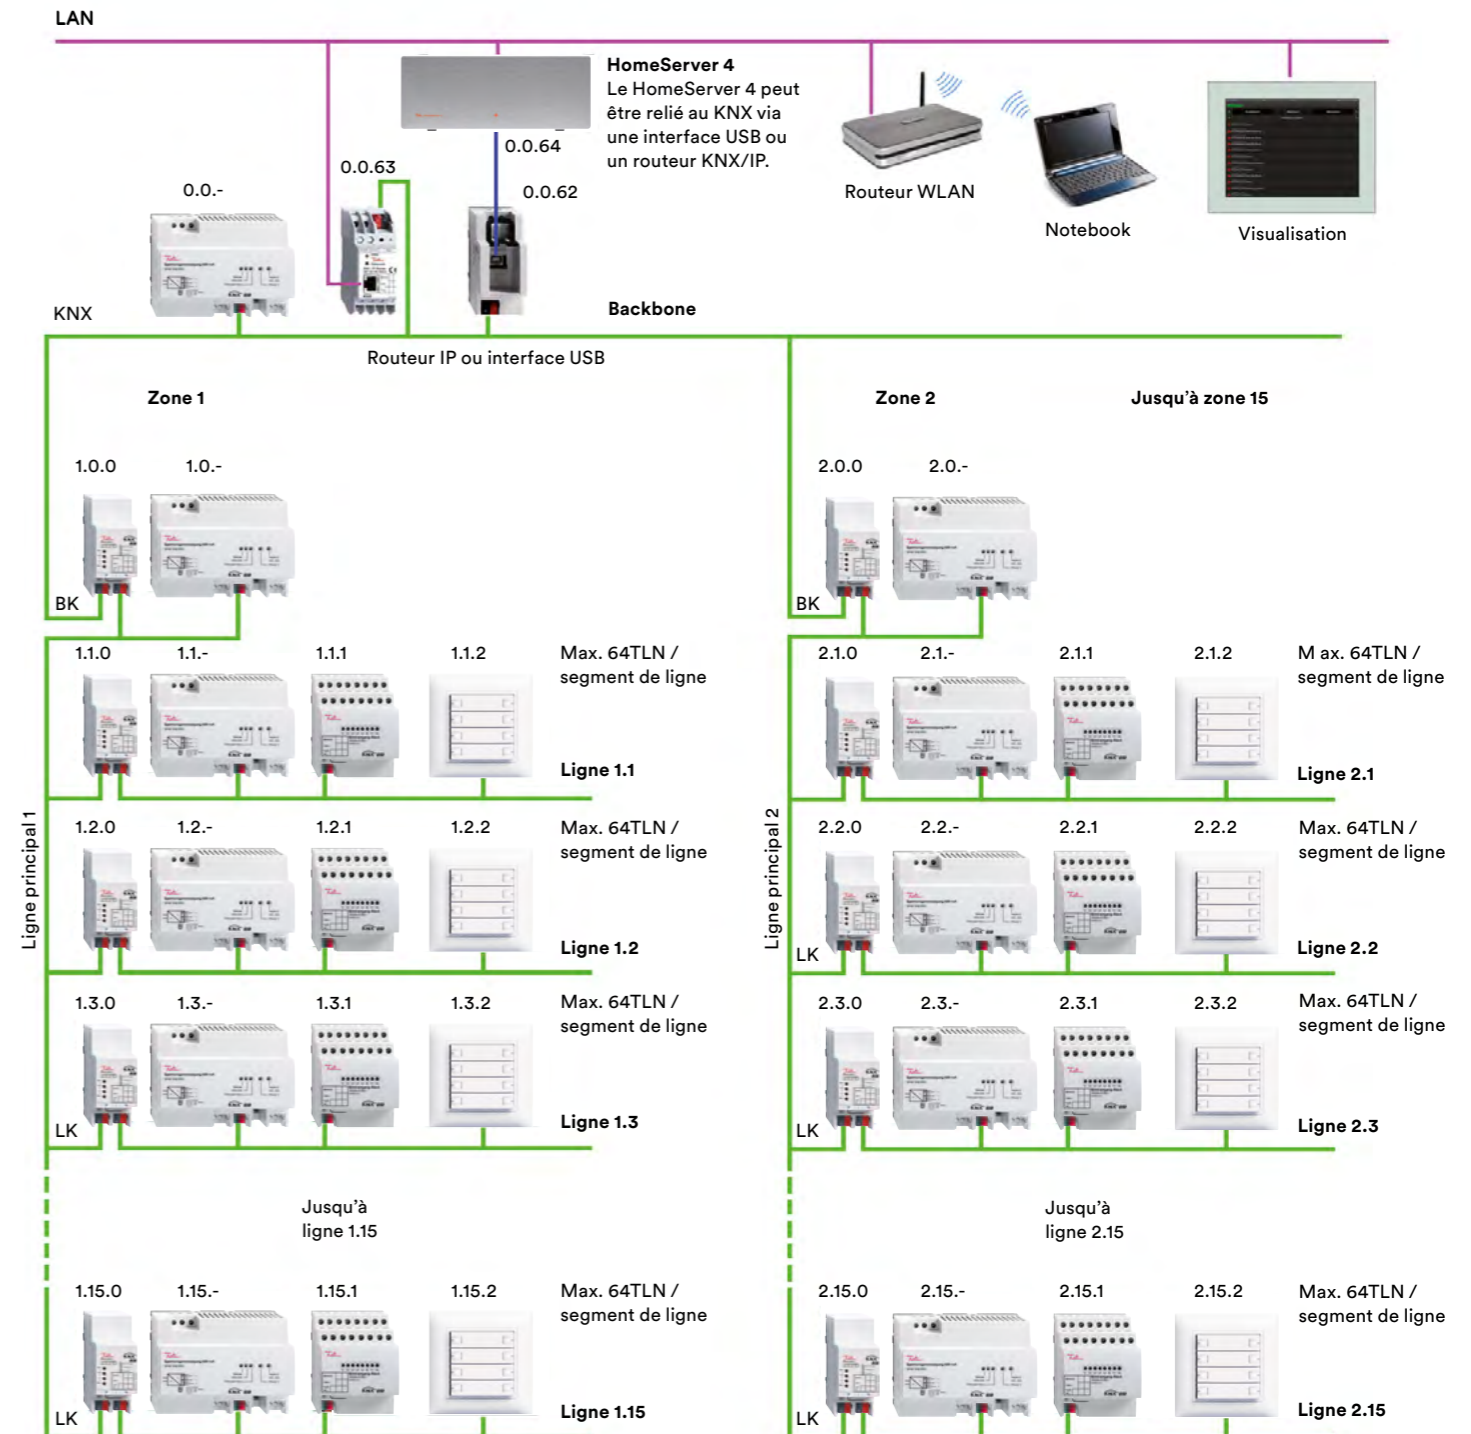 LAN
HomeServer 4
Le HomeServer 4 peut
être relié au KNX via
une interface USB ou
un routeur KNX/IP.
0.0.64
0.0.63
0.0.-
0.0.62
Routeur WLAN
Notebook
Visualisation
KNX
Backbone
Routeur IP ou interface USB
Zone 1
Zone 2
Jusqu'à zone 15
1.0.0
1.0.-
2.0.0
2.0.-
BK
BK
Ligne principal 1
1.1.0
1.1.-
1.1.1
1.1.2
Max. 64TLN /
segment de ligne
Ligne 1.1
1.2.0
1.2.-
1.2.1
1.2.2
Max. 64TLN /
segment de ligne
Ligne 1.2
1.3.0
1.3.-
1.3.1
1.3.2
Max. 64TLN /
segment de ligne
LK
Ligne 1.3
Jusqu'à
ligne 1.15
1.15.0
1.15.-
1.15.1
1.15.2
Max. 64TLN /
segment de ligne
LK
Ligne 1.15
Ligne principal 2
2.1.0
2.1.-
2.1.1
2.1.2
M ax. 64TLN /
segment de ligne
Ligne 2.1
2.2.0
2.2.-
2.2.1
2.2.2
Max. 64TLN /
segment de ligne
LK
Ligne 2.2
2.3.0
2.3.-
2.3.1
2.3.2
Max. 64TLN /
segment de ligne
LK
Ligne 2.3
Jusqu'à
ligne 2.15
2.15.0
2.15.-
2.15.1
2.15.2
Max. 64TLN /
segment de ligne
LK
Ligne 2.15